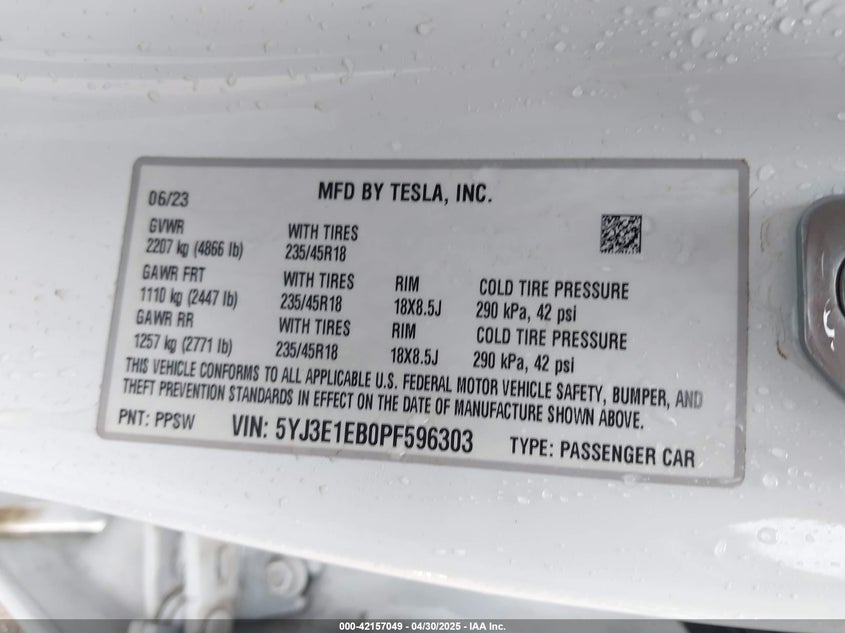 06/23 MFD BY TESLA, INC.
GVWR WITH TIRES
2207 kg (4866 lb) 235/45R18
GAWR FRT WITH TIRES RIM COLD TIRE PRESSURE
1110 kg (2447 lb) 235/45R18 18X8.5J 290 kPa, 42 psi
GAWR RR WITH TIRES RIM COLD TIRE PRESSURE
1257 kg (2771 lb) 235/45R18 18X8.5J 290 kPa, 42 psi
THIS VEHICLE CONFORMS TO ALL APPLICABLE U.S. FEDERAL MOTOR VEHICLE SAFETY, BUMPER, AND
THEFT PREVENTION STANDARDS IN EFFECT ON THE DATE OF MANUFACTURE SHOWN ABOVE.
PNT: PPSW VIN: 5YJ3E1EB0PF596303 TYPE: PASSENGER CAR
000-42157049 - 04/30/2025 - IAA Inc.